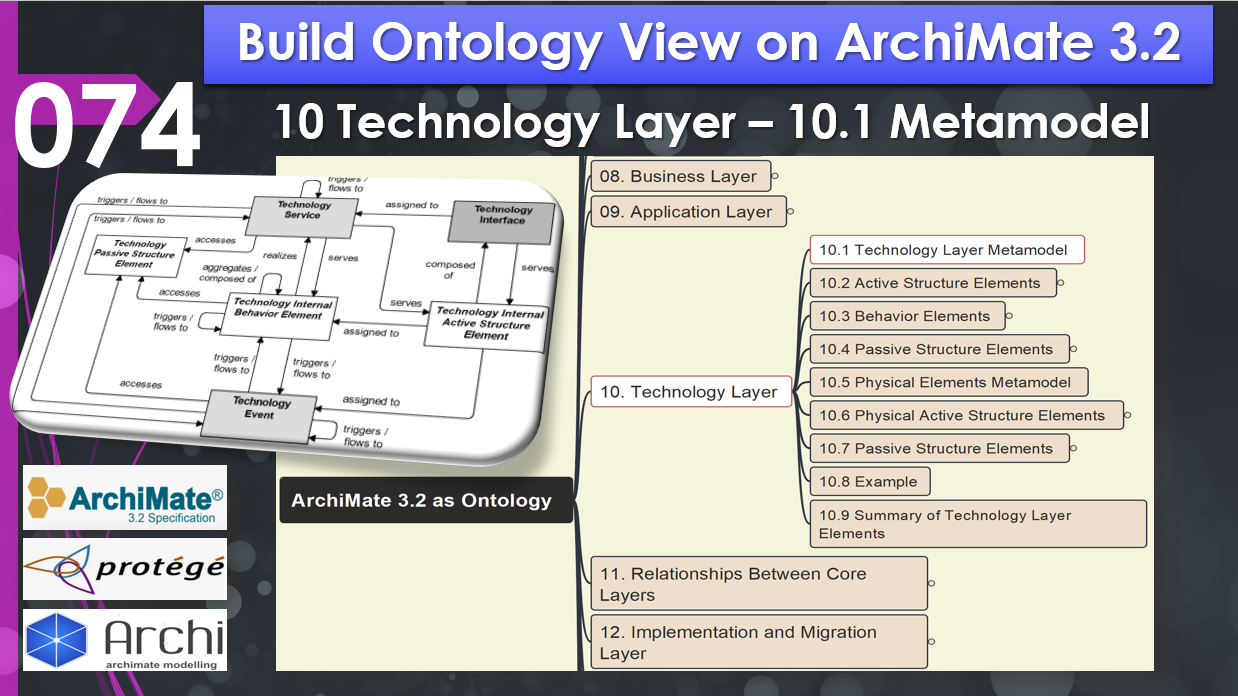 Build Ontology View on ArchiMate 3.2
074
10 Technology Layer – 10.1 Metamodel
triggers /
flows to
triggers / flows to
triggers / flows to
Technology
Service
assigned to
Technology
Interface
Technology
Passive Structure
Element
accesses
realizes
serves
aggregates /
composed of
composed
of
serves
accesses
Technology Internal
Behavior Element
serves
Technology Internal
Active Structure
Element
triggers /
flows to
assigned to
triggers /
flows to
triggers /
flows to
accesses
Technology
Event
assigned to
triggers /
flows to
ArchiMate®
3.2 Specification
protégé
Archi
archimate modelling
ArchiMate 3.2 as Ontology
08. Business Layer
09. Application Layer
10. Technology Layer
10.1 Technology Layer Metamodel
10.2 Active Structure Elements
10.3 Behavior Elements
10.4 Passive Structure Elements
10.5 Physical Elements Metamodel
10.6 Physical Active Structure Elements
10.7 Passive Structure Elements
10.8 Example
10.9 Summary of Technology Layer
Elements
11. Relationships Between Core
Layers
12. Implementation and Migration
Layer